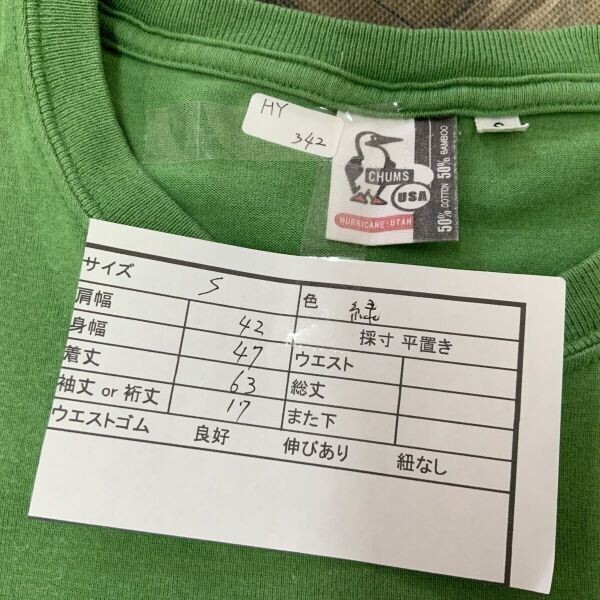 HY
342
S
CHUMS
USA
HURRICANE・UTAH
50% COTTON 50% BAMBOO
サイズ S 色 緑
肩幅 42 採寸 平置き
身幅 47 ウエスト
着丈 63 総丈
袖丈 or 裄丈 17 また下
ウエストゴム 良好 伸びあり 紐なし